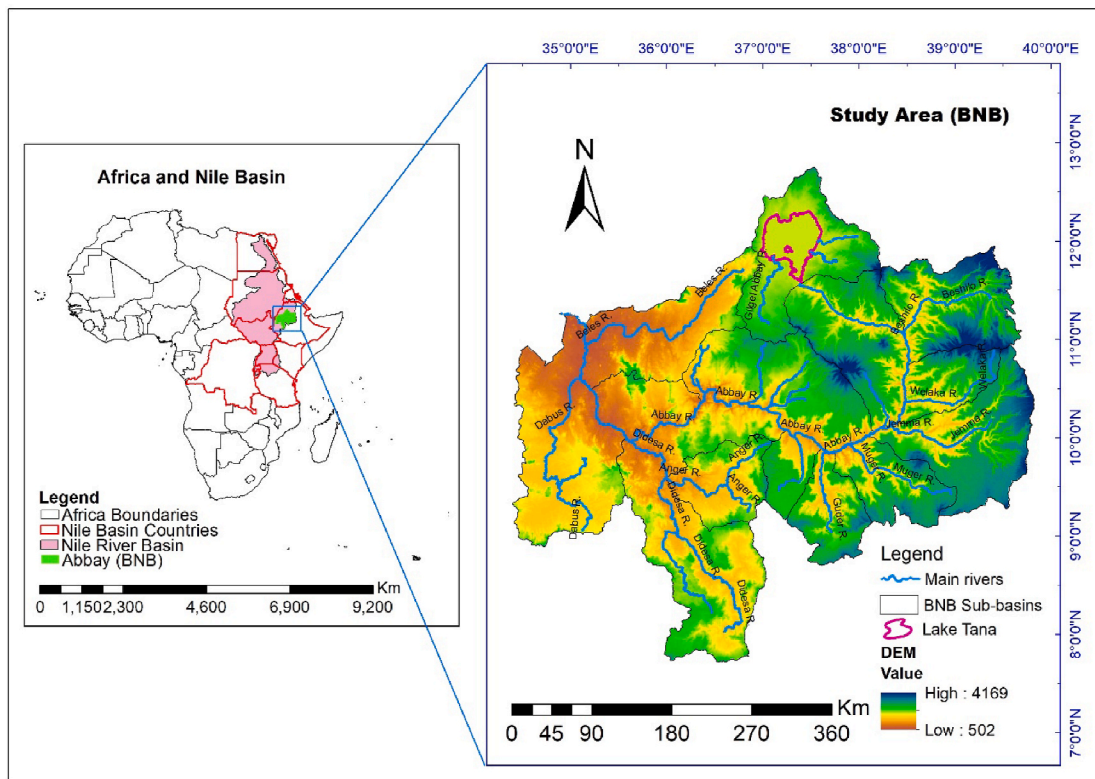 Africa and Nile Basin
Legend
Africa Boundaries
Nile Basin Countries
Nile River Basin
Abbay (BNB)
Km
0 1,150 2,300 4,600 6,900 9,200
35°0'0"E 36°0'0"E 37°0'0"E 38°0'0"E 39°0'0"E 40°0'0"E
Study Area (BNB)
N
13°0'0"N
12°0'0"N
11°0'0"N
10°0'0"N
9°0'0"N
8°0'0"N
7°0'0"N
Beles R.
Beles R.
Gilgel Abbay R.
Beshilo R.
Beshilo R.
Welaka R.
Welaka R.
Dabus R.
Dabus R.
Abbay R.
Abbay R.
Abbay R.
Abbay R.
Jemma R.
Jemma R.
Didesa R.
Didesa R.
Didesa R.
Didesa R.
Anger R.
Anger R.
Anger R.
Muger R.
Muger R.
Guder R.
Legend
Main rivers
BNB Sub-basins
Lake Tana
DEM
Value
High : 4169
Low : 502
Km
0 45 90 180 270 360